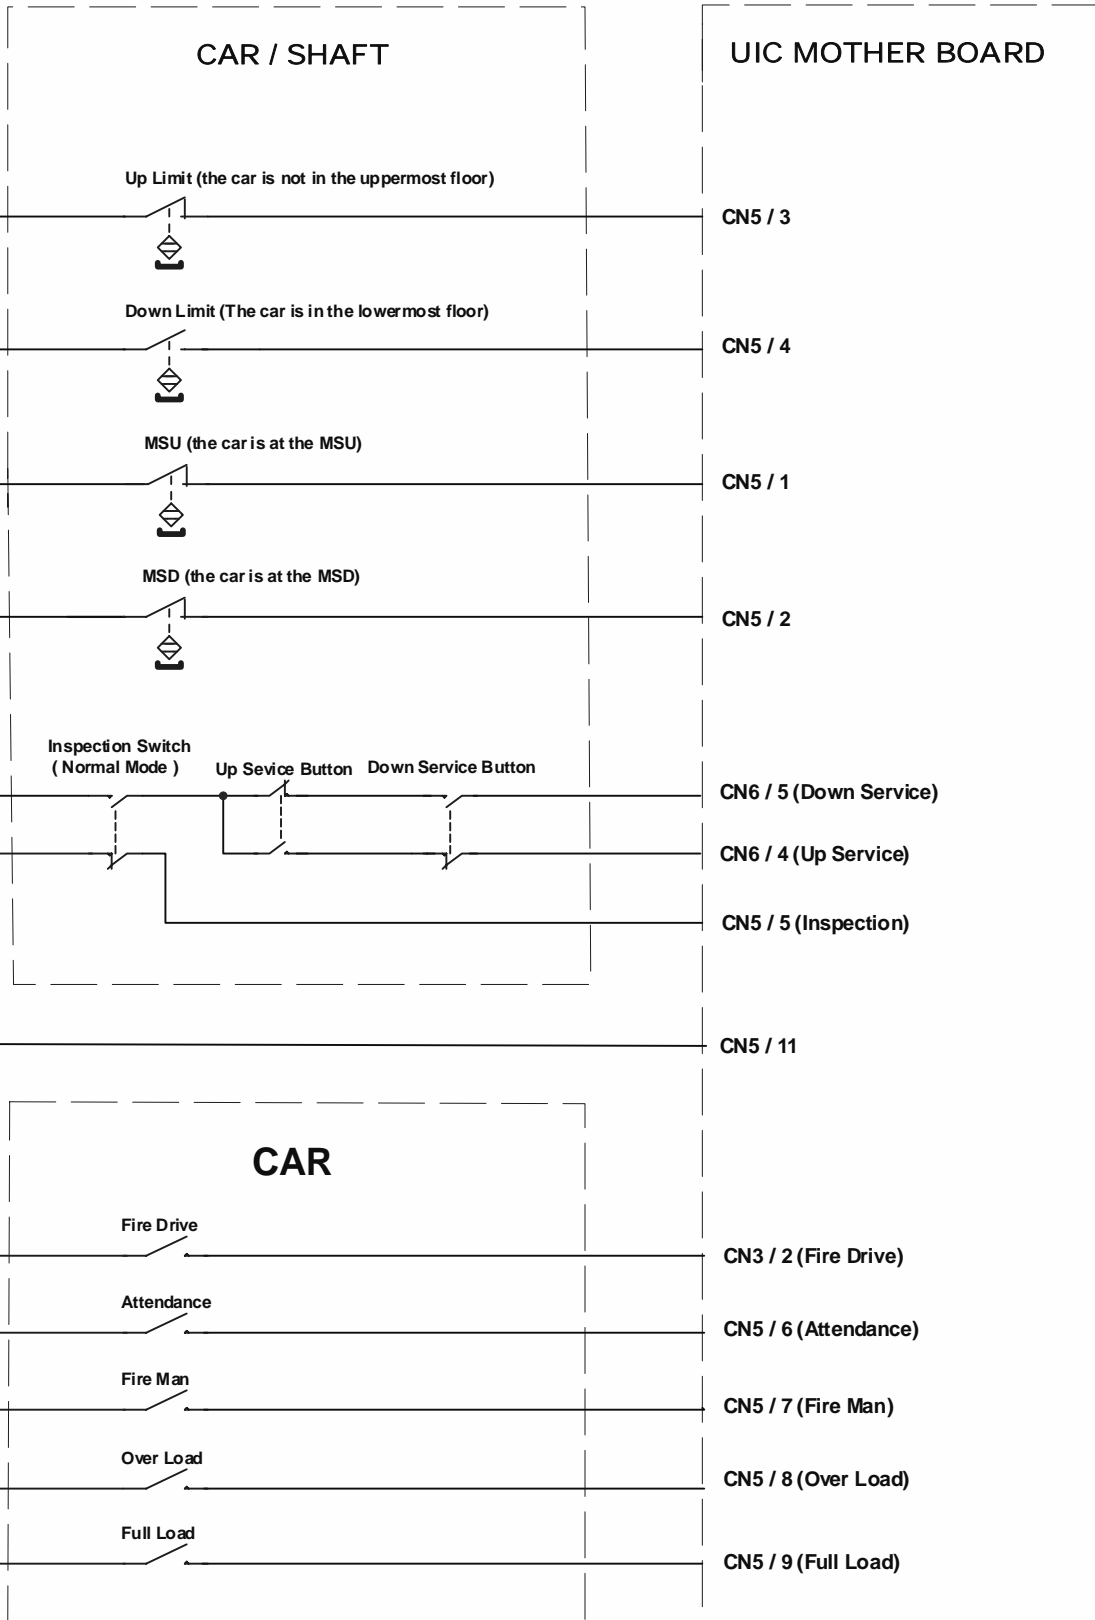 CAR / SHAFT
UIC MOTHER BOARD
Up Limit (the car is not in the uppermost floor)
CN5 / 3
Down Limit (The car is in the lowermost floor)
CN5 / 4
MSU (the car is at the MSU)
CN5 / 1
MSD (the car is at the MSD)
CN5 / 2
Inspection Switch
( Normal Mode )
Up Sevice Button
Down Service Button
CN6 / 5 (Down Service)
CN6 / 4 (Up Service)
CN5 / 5 (Inspection)
CN5 / 11
CAR
Fire Drive
CN3 / 2 (Fire Drive)
Attendance
CN5 / 6 (Attendance)
Fire Man
CN5 / 7 (Fire Man)
Over Load
CN5 / 8 (Over Load)
Full Load
CN5 / 9 (Full Load)